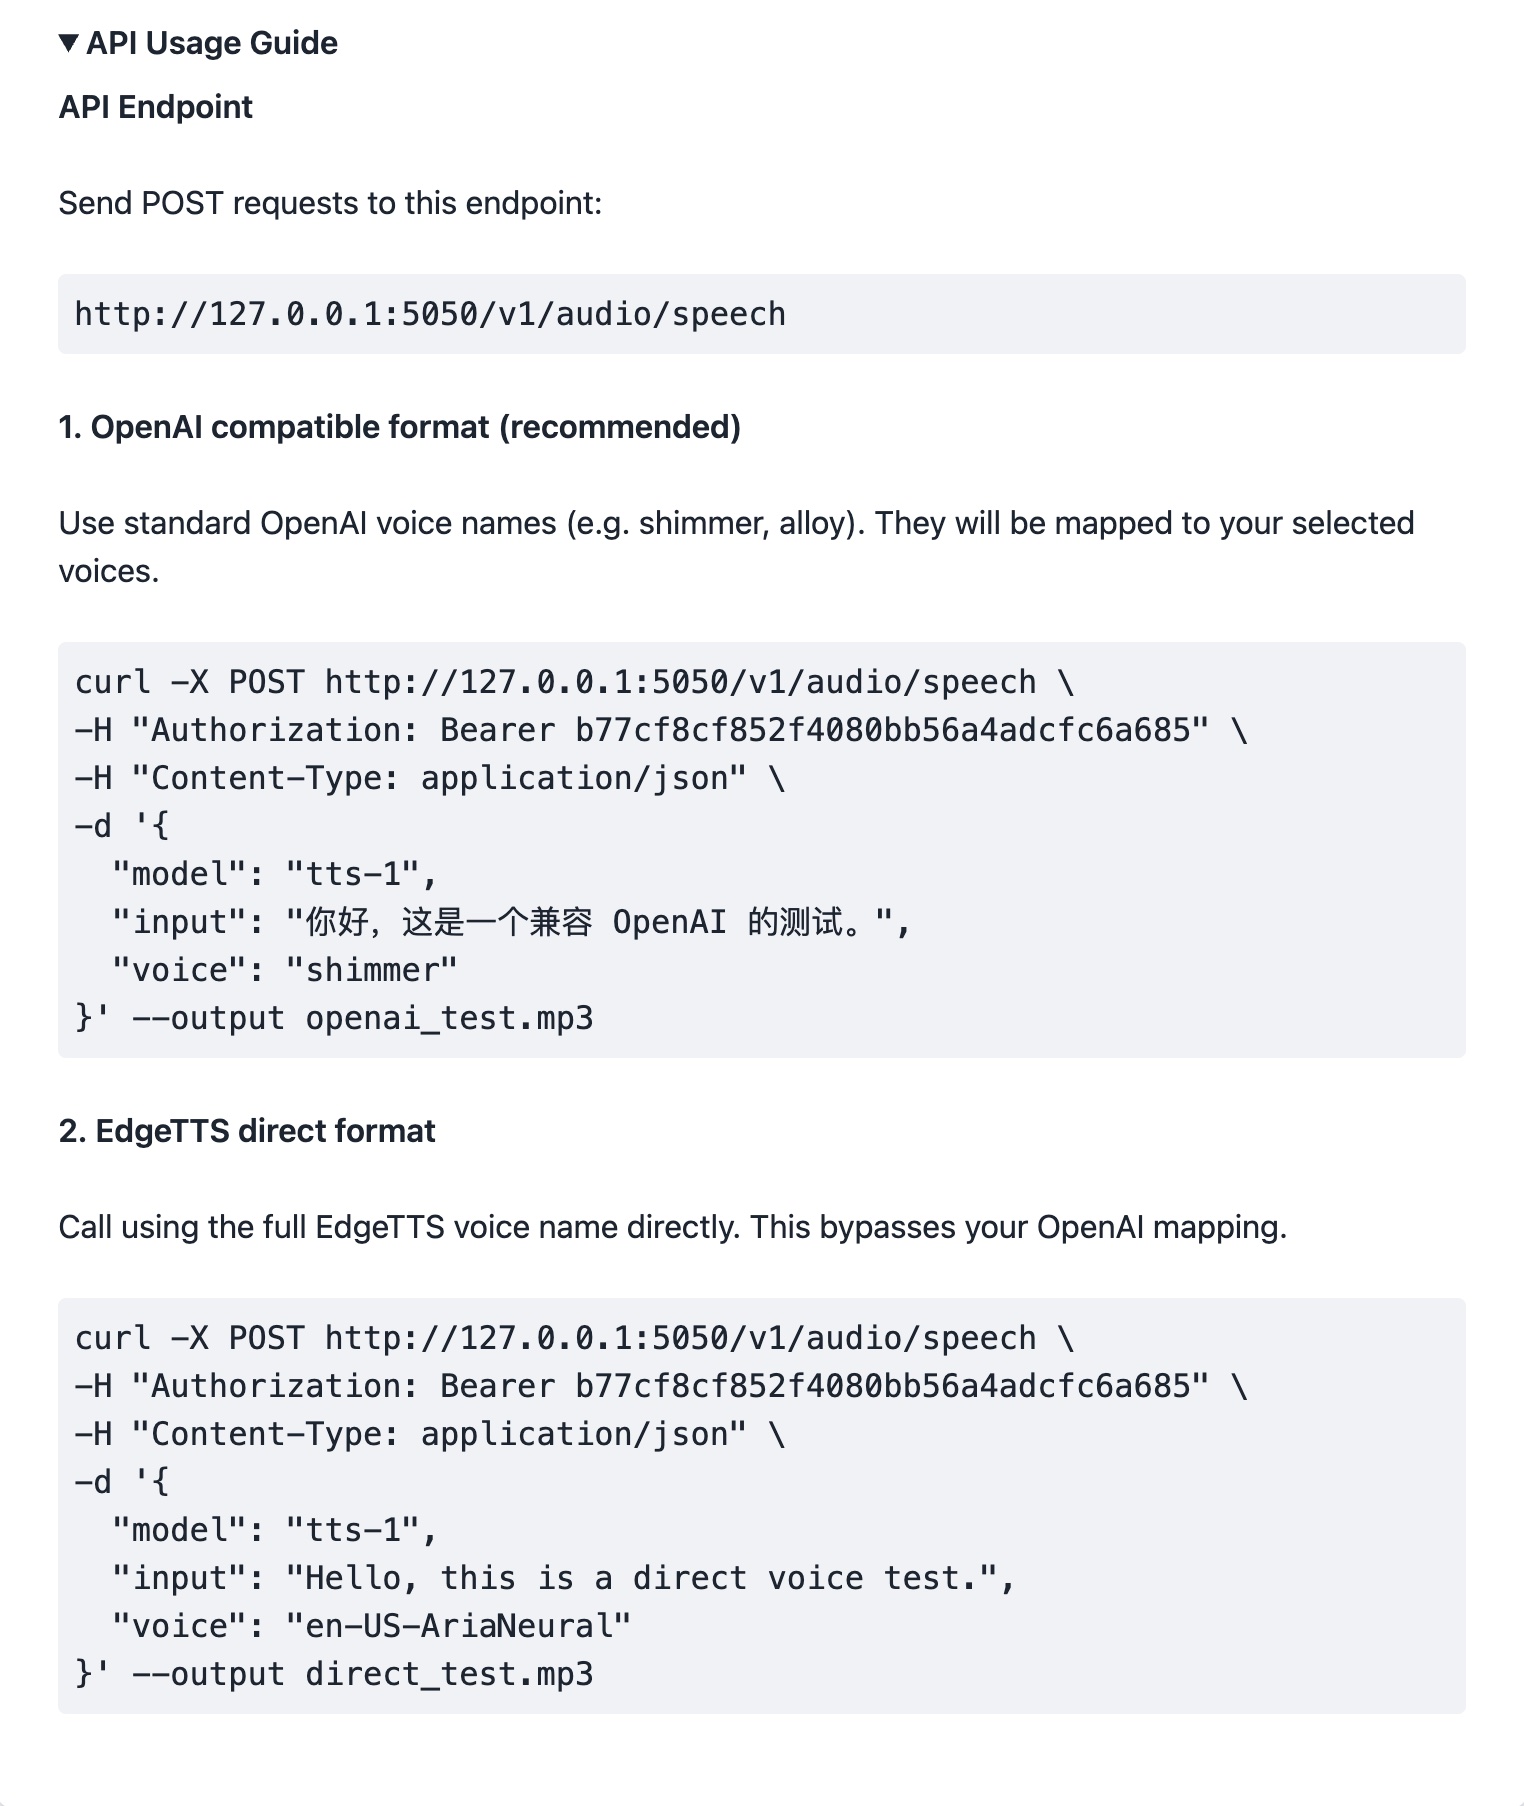 ▼ API Usage Guide
API Endpoint
Send POST requests to this endpoint:
http://127.0.0.1:5050/v1/audio/speech
1. OpenAI compatible format (recommended)
Use standard OpenAI voice names (e.g. shimmer, alloy). They will be mapped to your selected
voices.
curl -X POST http://127.0.0.1:5050/v1/audio/speech \
-H "Authorization: Bearer b77cf8cf852f4080bb56a4adcfc6a685" \
-H "Content-Type: application/json" \
-d '{
  "model": "tts-1",
  "input": "你好，这是一个兼容 OpenAI 的测试。",
  "voice": "shimmer"
}' --output openai_test.mp3
2. EdgeTTS direct format
Call using the full EdgeTTS voice name directly. This bypasses your OpenAI mapping.
curl -X POST http://127.0.0.1:5050/v1/audio/speech \
-H "Authorization: Bearer b77cf8cf852f4080bb56a4adcfc6a685" \
-H "Content-Type: application/json" \
-d '{
  "model": "tts-1",
  "input": "Hello, this is a direct voice test.",
  "voice": "en-US-AriaNeural"
}' --output direct_test.mp3